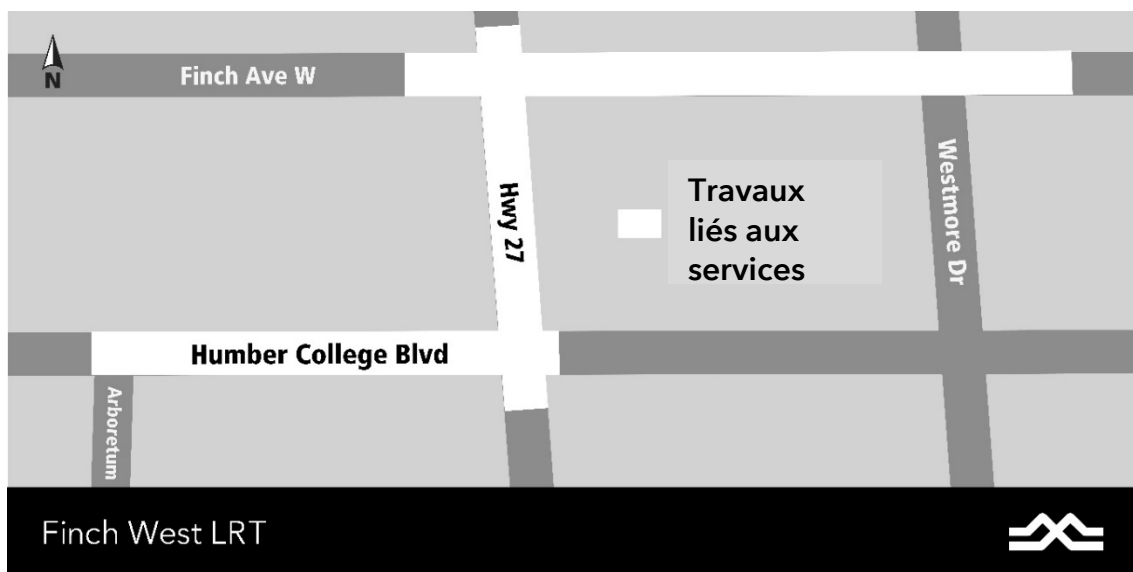 N
Finch Ave W
Hwy 27
Travaux
liés aux
services
Westmore Dr
Humber College Blvd
Arboretum
Finch West LRT